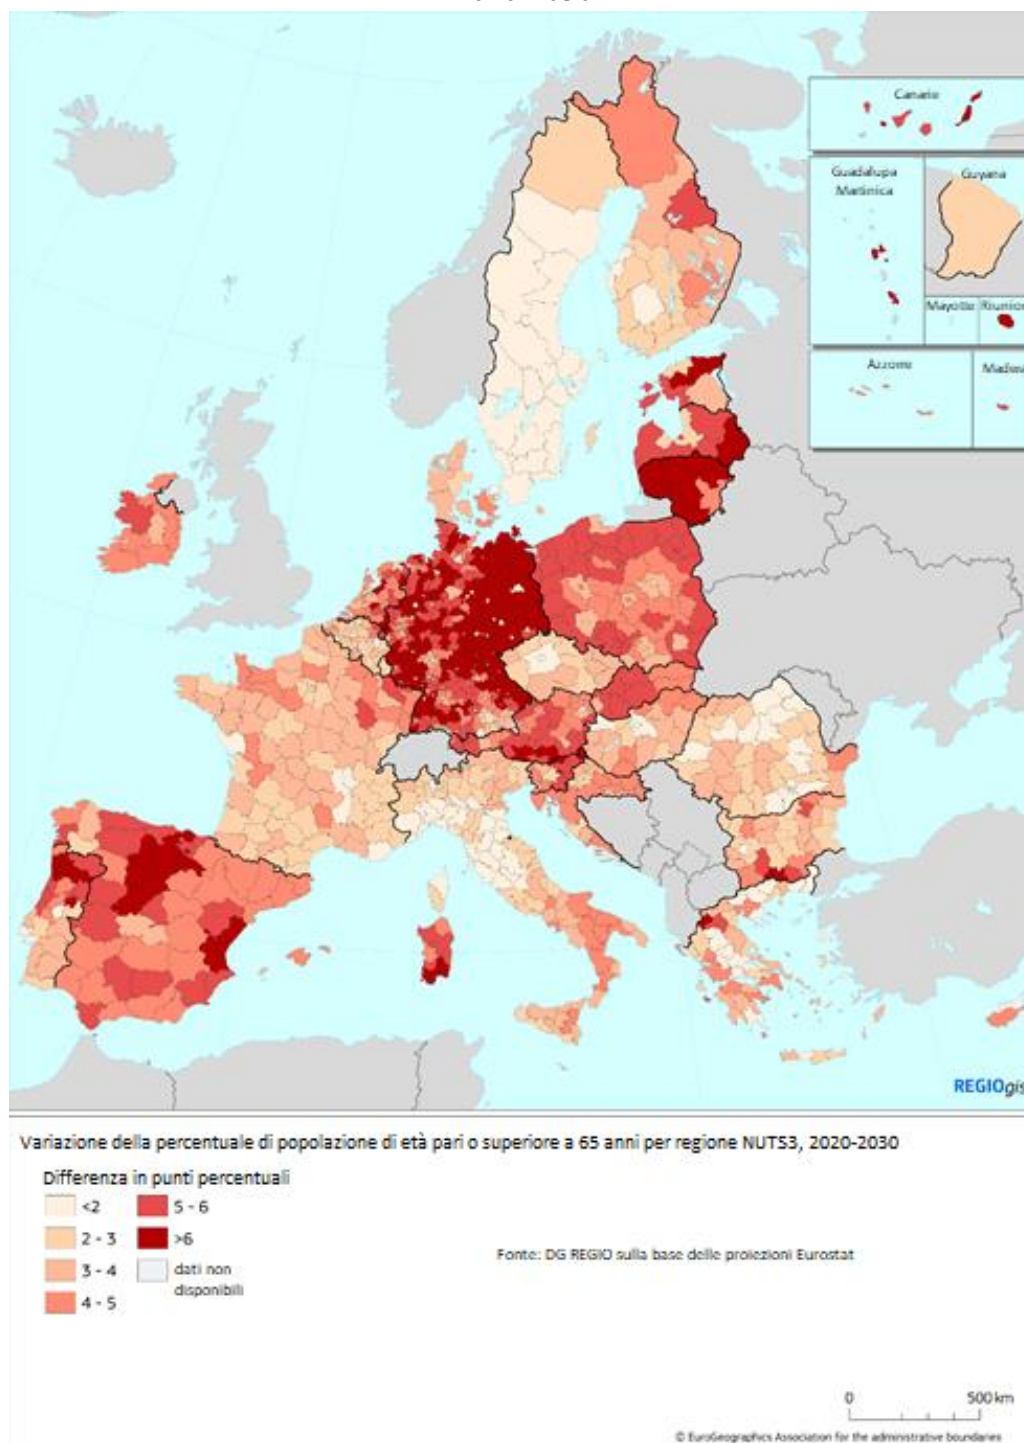 Canarie
Guadalupa
Martinica
Guyana
Mayotte
Réunion
Azzorre
Madeira
REGIOgis
Variazione della percentuale di popolazione di età pari o superiore a 65 anni per regione NUTS3, 2020-2030
Differenza in punti percentuali
<2
2 - 3
3 - 4
4 - 5
5 - 6
>6
dati non
disponibili
Fonte: DG REGIO sulla base delle proiezioni Eurostat
0 500 km
© EuroGeographics Association for the administrative boundaries